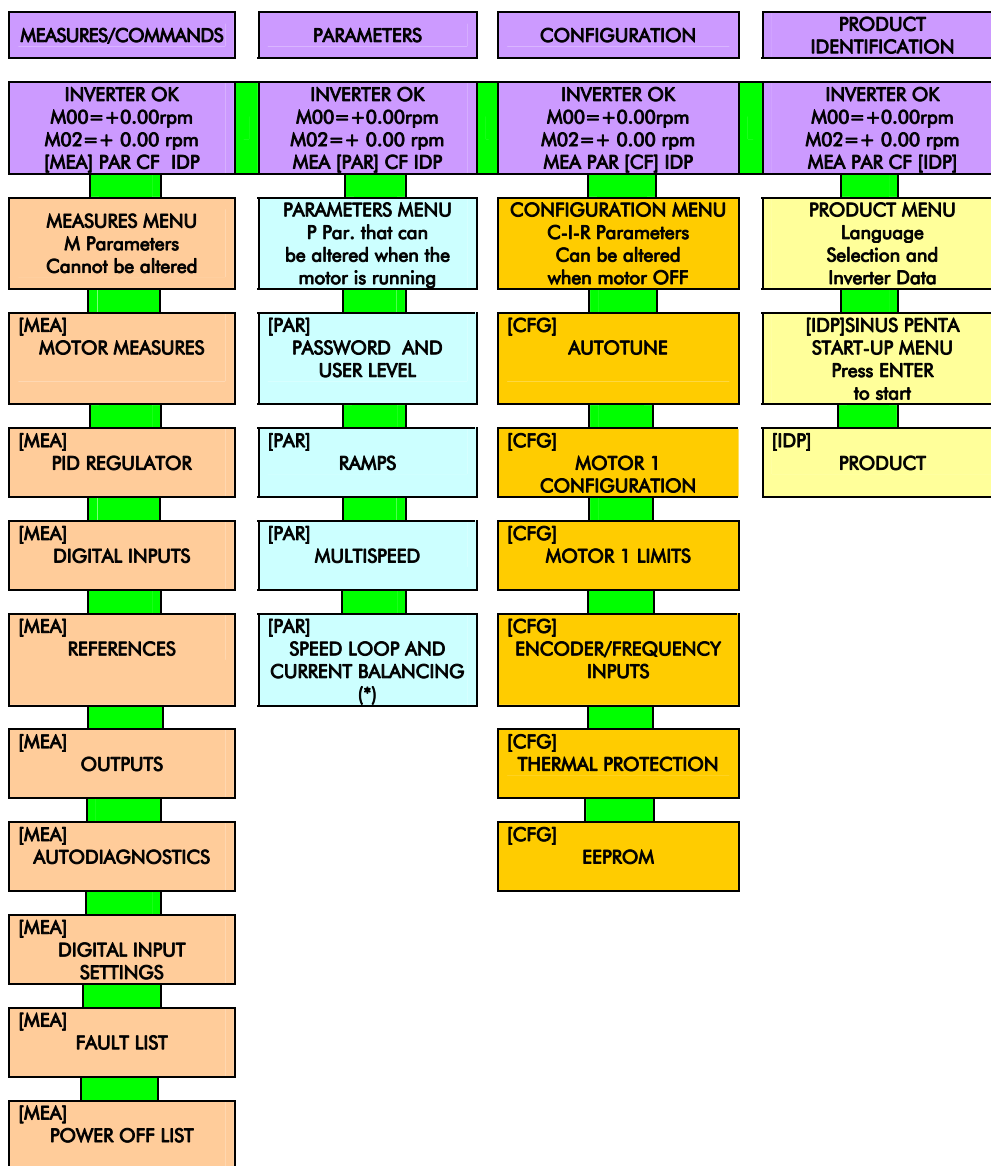 MEASURES/COMMANDS
PARAMETERS
CONFIGURATION
PRODUCT
IDENTIFICATION
INVERTER OK
M00=+0.00rpm
M02=+ 0.00 rpm
[MEA] PAR CF IDP
INVERTER OK
M00=+0.00rpm
M02=+ 0.00 rpm
MEA [PAR] CF IDP
INVERTER OK
M00=+0.00rpm
M02=+ 0.00 rpm
MEA PAR [CF] IDP
INVERTER OK
M00=+0.00rpm
M02=+ 0.00 rpm
MEA PAR CF [IDP]
MEASURES MENU
M Parameters
Cannot be altered
PARAMETERS MENU
P Par. that can
be altered when the
motor is running
CONFIGURATION MENU
C-I-R Parameters
Can be altered
when motor OFF
PRODUCT MENU
Language
Selection and
Inverter Data
[MEA]
MOTOR MEASURES
[PAR]
PASSWORD AND
USER LEVEL
[CFG]
AUTOTUNE
[IDP]SINUS PENTA
START-UP MENU
Press ENTER
to start
[MEA]
PID REGULATOR
[PAR]
RAMPS
[CFG]
MOTOR 1
CONFIGURATION
[IDP]
PRODUCT
[MEA]
DIGITAL INPUTS
[PAR]
MULTISPEED
[CFG]
MOTOR 1 LIMITS
[MEA]
REFERENCES
[PAR]
SPEED LOOP AND
CURRENT BALANCING
(*)
[CFG]
ENCODER/FREQUENCY
INPUTS
[MEA]
OUTPUTS
[CFG]
THERMAL PROTECTION
[MEA]
AUTODIAGNOSTICS
[CFG]
EEPROM
[MEA]
DIGITAL INPUT
SETTINGS
[MEA]
FAULT LIST
[MEA]
POWER OFF LIST